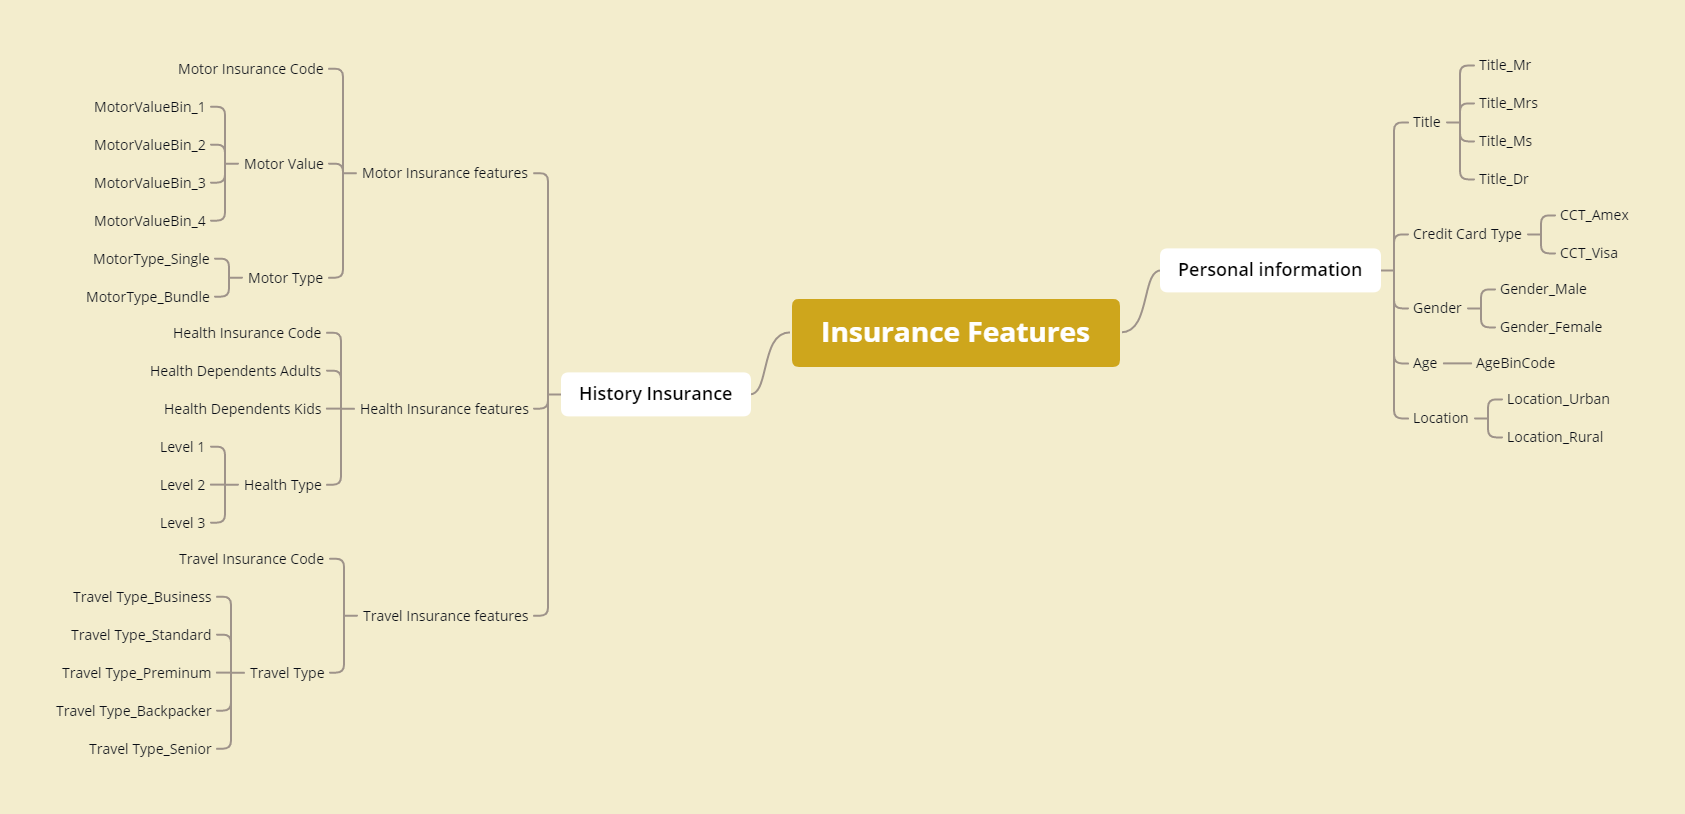 Insurance Features
Personal information
Title
Title_Mr
Title_Mrs
Title_Ms
Title_Dr
Credit Card Type
CCT_Amex
CCT_Visa
Gender
Gender_Male
Gender_Female
Age
AgeBinCode
Location
Location_Urban
Location_Rural
History Insurance
Motor Insurance features
Motor Insurance Code
Motor Value
MotorValueBin_1
MotorValueBin_2
MotorValueBin_3
MotorValueBin_4
Motor Type
MotorType_Single
MotorType_Bundle
Health Insurance features
Health Insurance Code
Health Dependents Adults
Health Dependents Kids
Health Type
Level 1
Level 2
Level 3
Travel Insurance features
Travel Insurance Code
Travel Type
Travel Type_Business
Travel Type_Standard
Travel Type_Preminum
Travel Type_Backpacker
Travel Type_Senior